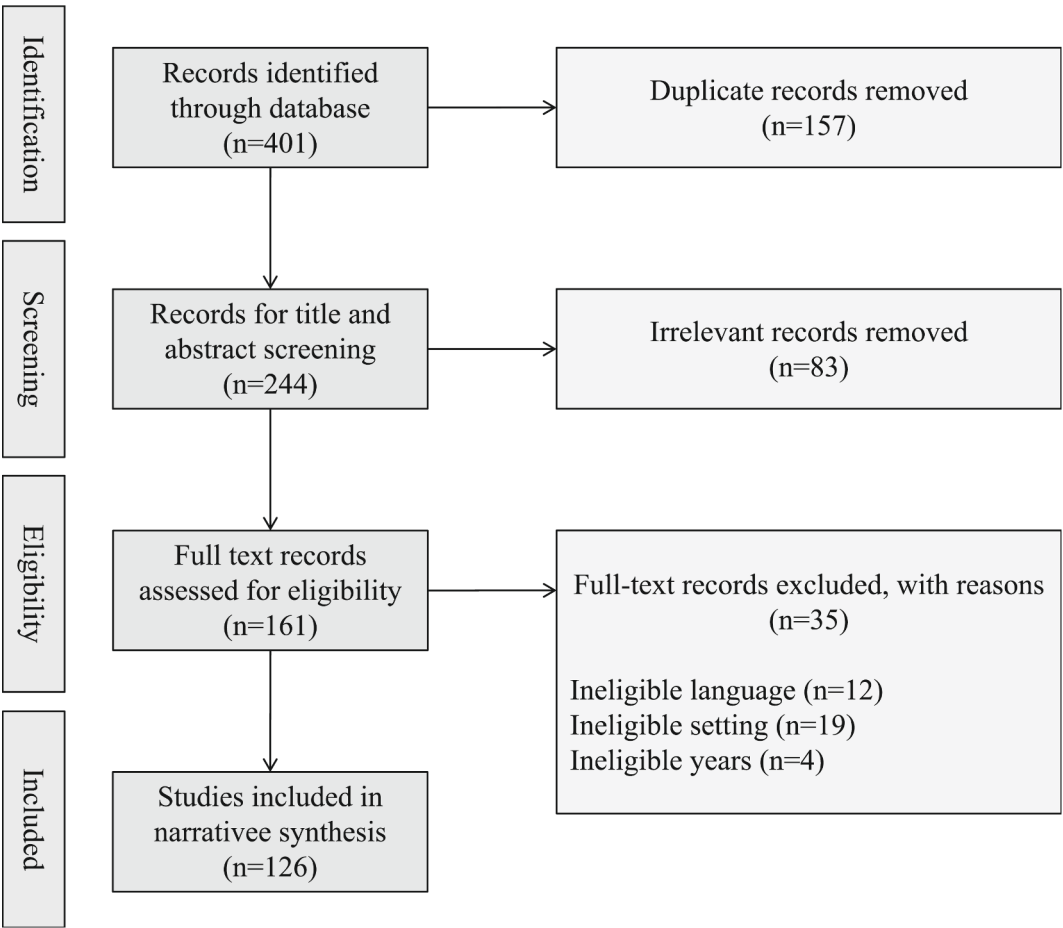 Identification
Records identified
through database
(n=401)
Duplicate records removed
(n=157)
Screening
Records for title and
abstract screening
(n=244)
Irrelevant records removed
(n=83)
Eligibility
Full text records
assessed for eligibility
(n=161)
Full-text records excluded, with reasons
(n=35)
Ineligible language (n=12)
Ineligible setting (n=19)
Ineligible years (n=4)
Included
Studies included in
narrativee synthesis
(n=126)